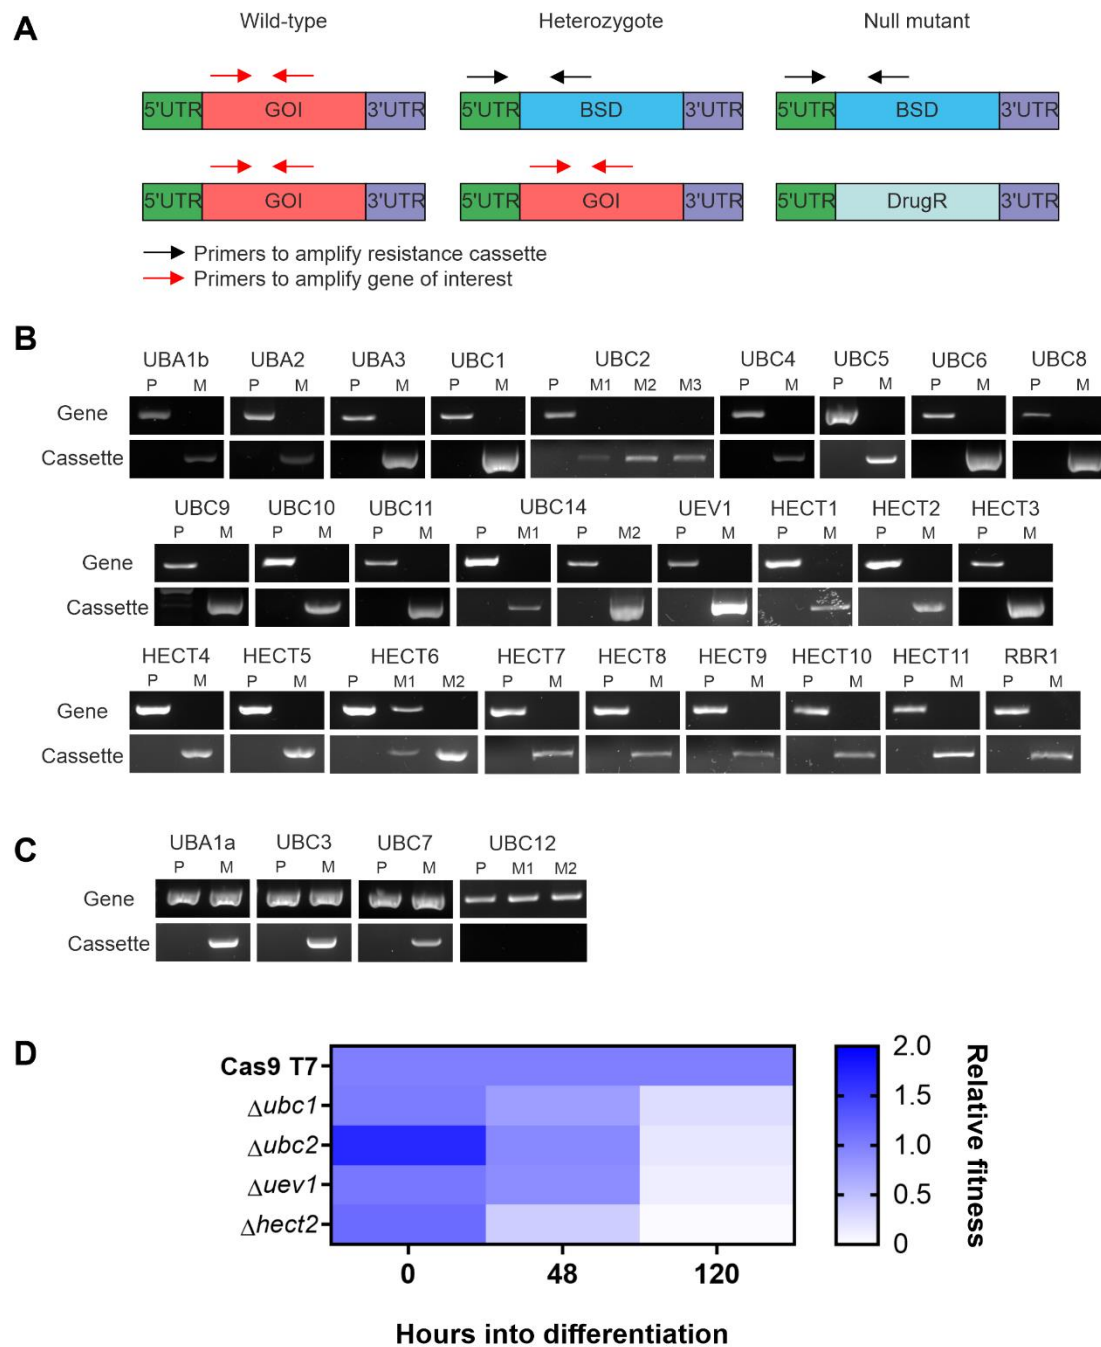 A
Wild-type Heterozygote Null mutant
5'UTR GOI 3'UTR 5'UTR BSD 3'UTR 5'UTR BSD 3'UTR
5'UTR GOI 3'UTR 5'UTR GOI 3'UTR 5'UTR DrugR 3'UTR
Primers to amplify resistance cassette
Primers to amplify gene of interest
B
UBA1b UBA2 UBA3 UBC1 UBC2 UBC4 UBC5 UBC6 UBC8
P M P M P M P M P M1 M2 M3 P M P M P M P M
Gene
Cassette
UBC9 UBC10 UBC11 UBC14 UEV1 HECT1 HECT2 HECT3
P M P M P M P M1 P M2 P M P M P M P M
Gene
Cassette
HECT4 HECT5 HECT6 HECT7 HECT8 HECT9 HECT10 HECT11 RBR1
P M P M P M1 M2 P M P M P M P M P M P M
Gene
Cassette
C
UBA1a UBC3 UBC7 UBC12
P M P M P M P M1 M2
Gene
Cassette
D
Cas9 T7
Δubc1
Δubc2
Δuev1
Δhect2
0 48 120
Hours into differentiation
2.0
1.5
1.0
0.5
0
Relative fitness